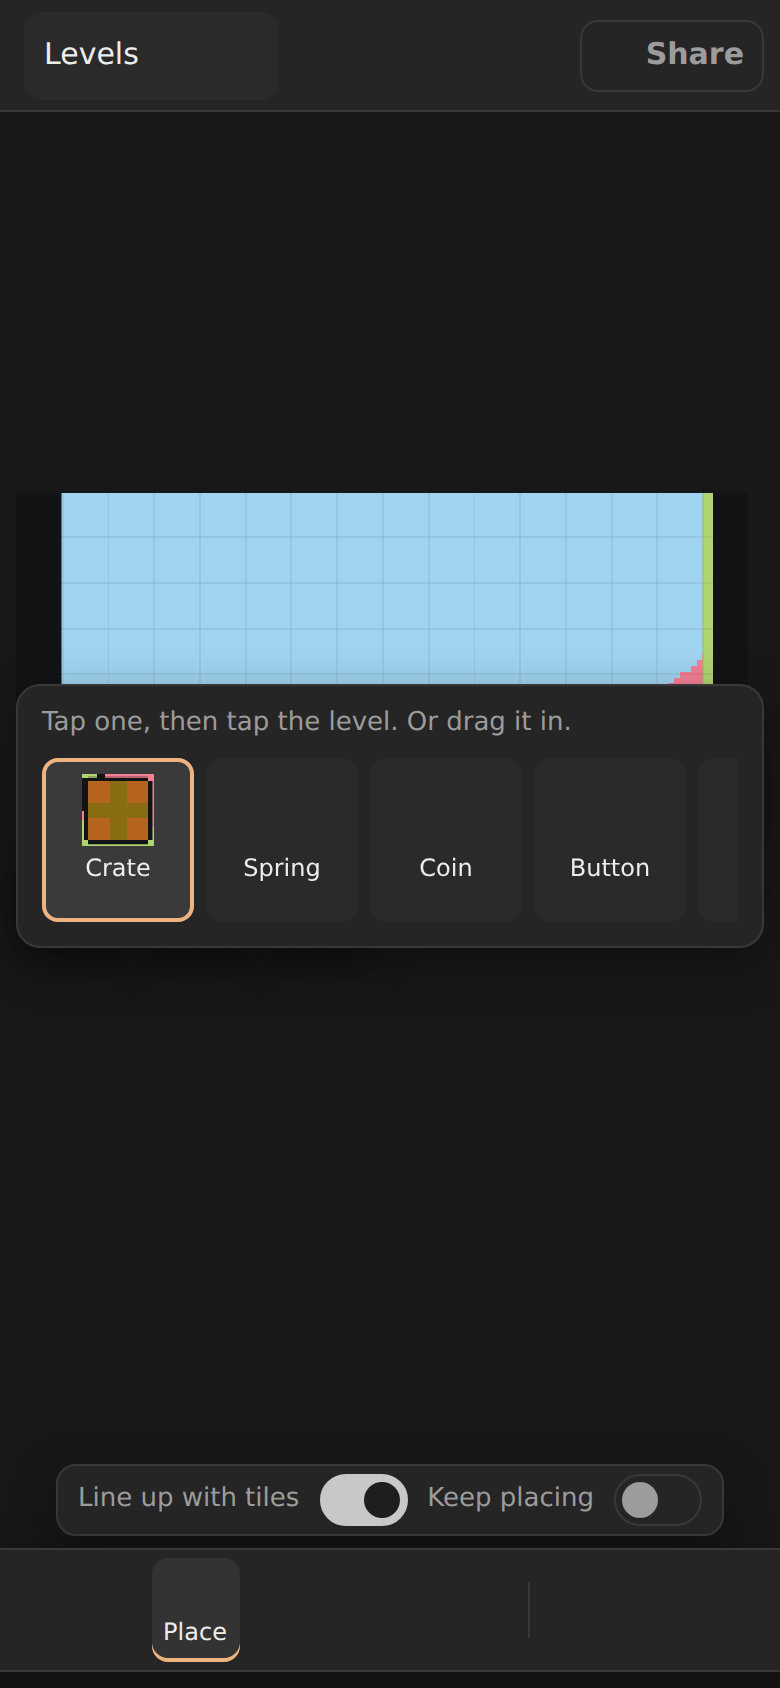 Levels
Share
Tap one, then tap the level. Or drag it in.
Crate
Spring
Coin
Button
Line up with tiles
Keep placing
Place